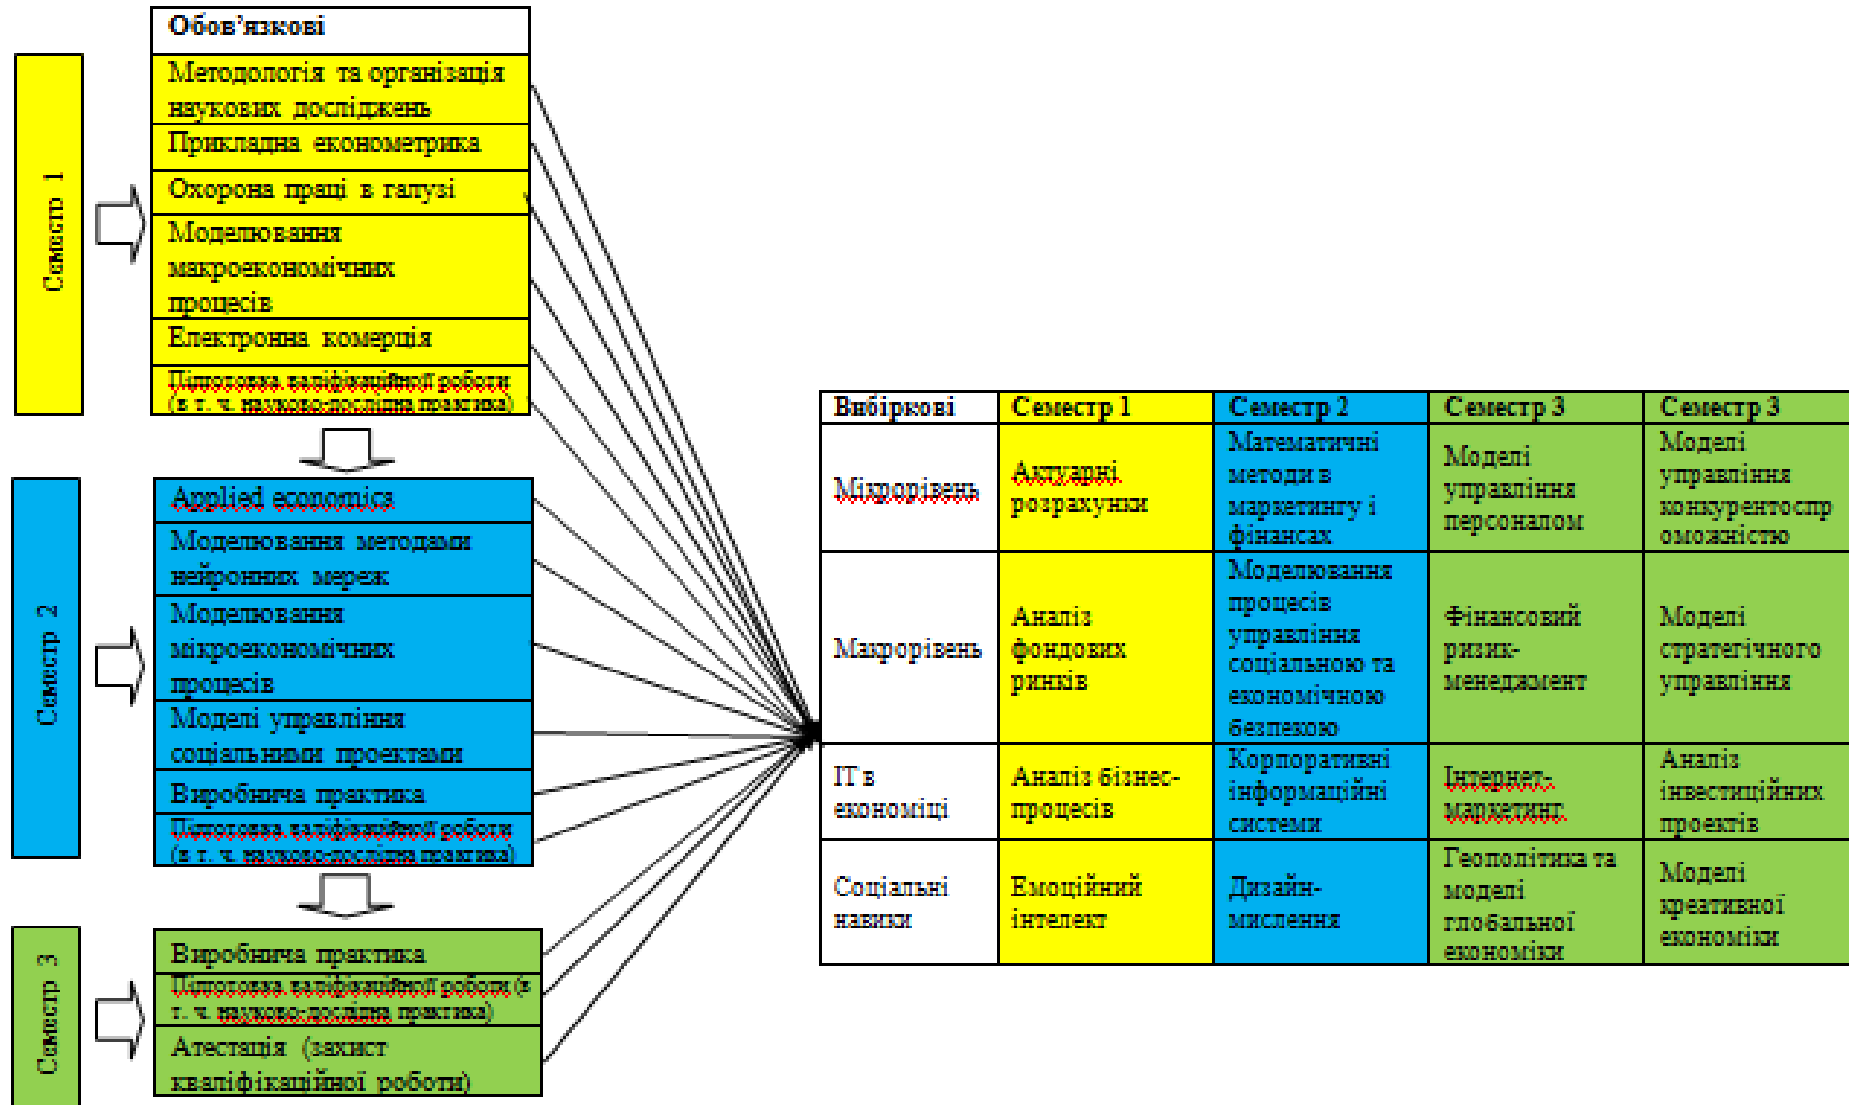 Обов’язкові
Семестр 1
Методологія та організація
наукових досліджень
Прикладна економетрика
Охорона праці в галузі
Моделювання
макроекономічних
процесів
Електронна комерція
Підготовка валіфікаційної роботи
(в т. ч. науково-дослідна практика)
Семестр 2
Applied economics
Моделювання методами
нейронних мереж
Моделювання
мікроекономічних
процесів
Моделі управління
соціальними проектами
Виробнича практика
Підготовка валіфікаційної роботи
(в т. ч. науково-дослідна практика)
Семестр 3
Виробнича практика
Підготовка валіфікаційної роботи (в
т. ч. науково-дослідна практика)
Атестація (захист
кваліфікаційної роботи)
Вибіркові
Семестр 1
Семестр 2
Семестр 3
Семестр 3
Мікрорівень
Актуарні
розрахунки
Математичні
методи в
маркетингу і
фінансах
Моделі
управління
персоналом
Моделі
управління
конкурентоспр
оможністю
Макрорівень
Аналіз
фондових
ринків
Моделювання
процесів
управління
соціальною та
економічною
безпекою
Фінансовий
ризик-
менеджмент
Моделі
стратегічного
управління
ІТ в
економіці
Аналіз бізнес-
процесів
Корпоративні
інформаційні
системи
Інтернет-
маркетинг
Аналіз
інвестиційних
проектів
Соціальні
навики
Емоційний
інтелект
Дизайн-
мислення
Геополітика та
моделі
глобальної
економіки
Моделі
креативної
економіки